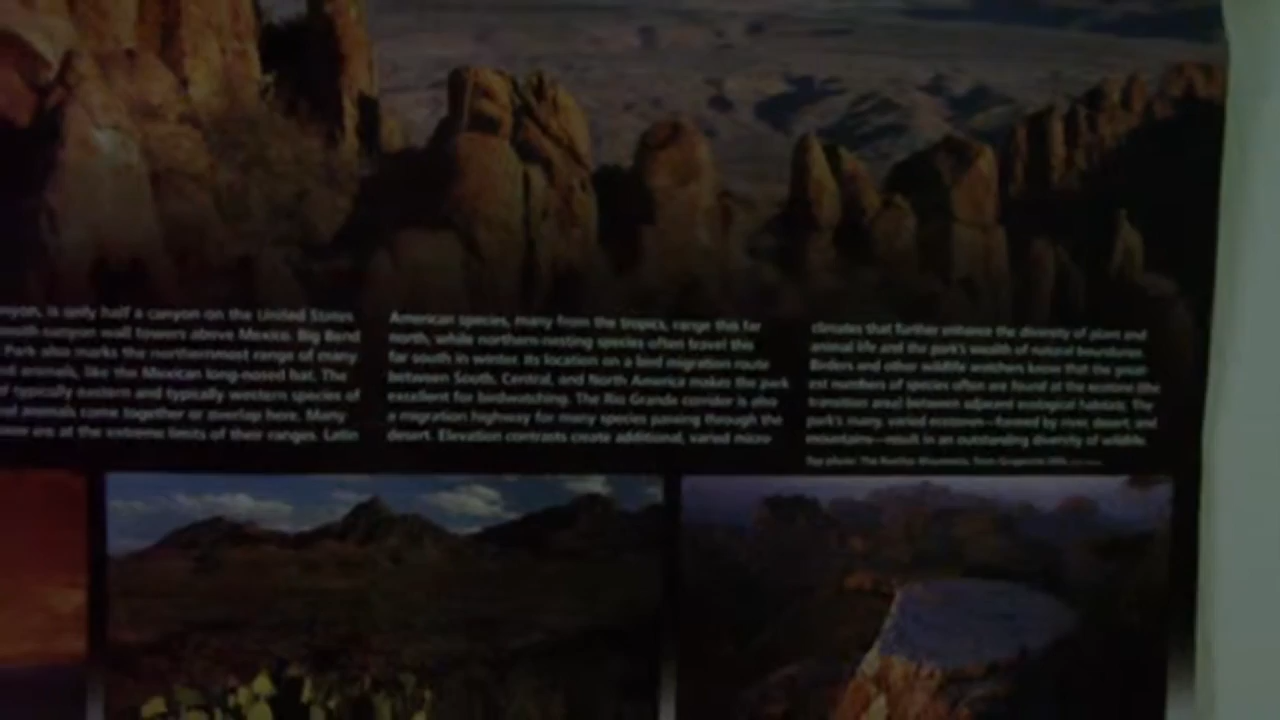 is only half a canyon on the United States
canyon wall towers above Mexico. Big Bend
Park also marks the northernmost range of many
animals, like the Mexican long-nosed bat. The
typically eastern and typically western species of
animals come together or overlap here. Many
are at the extreme limits of their ranges. Latin
American species, many from the tropics, range this far
north, while northern-nesting species often travel this
far south in winter. Its location on a bird migration route
between South, Central, and North America makes the park
excellent for birdwatching. The Rio Grande corridor is also
a migration highway for many species passing through the
desert. Elevation contrasts create additional, varied micro-
climates that further enhance the diversity of plant and
animal life and the park's wealth of natural boundaries.
Birders and other wildlife watchers know that the great-
est numbers of species often are found at the ecotone (the
transition area) between adjacent ecological habitats. The
park's many, varied ecotones—formed by river, desert, and
mountains—result in an outstanding diversity of wildlife.
Top photo: The Mountains, from